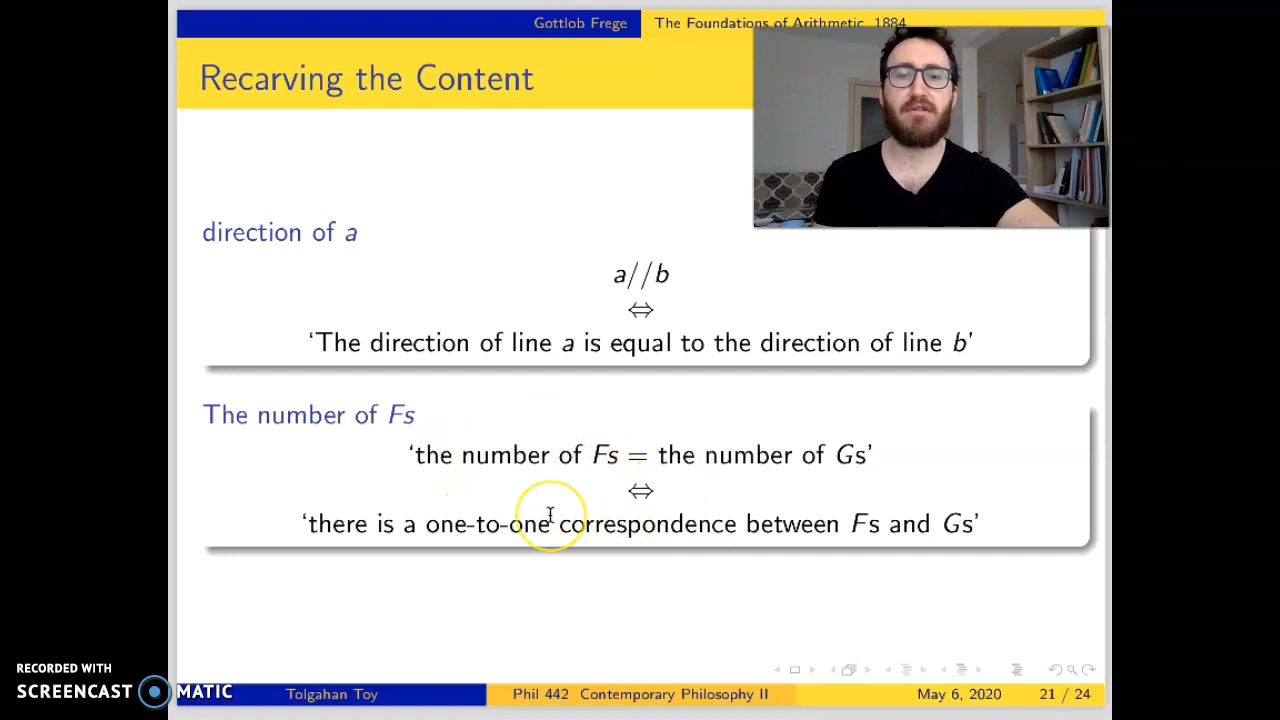 Gottlob Frege The Foundations of Arithmetic, 1884
Recarving the Content
direction of a
a//b
⇔
‘The direction of line a is equal to the direction of line b’
The number of Fs
‘the number of Fs = the number of Gs’
⇔
‘there is a one-to-one correspondence between Fs and Gs’
RECORDED WITH
SCREENCAST MATIC
Tolgahan Toy Phil 442 Contemporary Philosophy II May 6, 2020 21 / 24